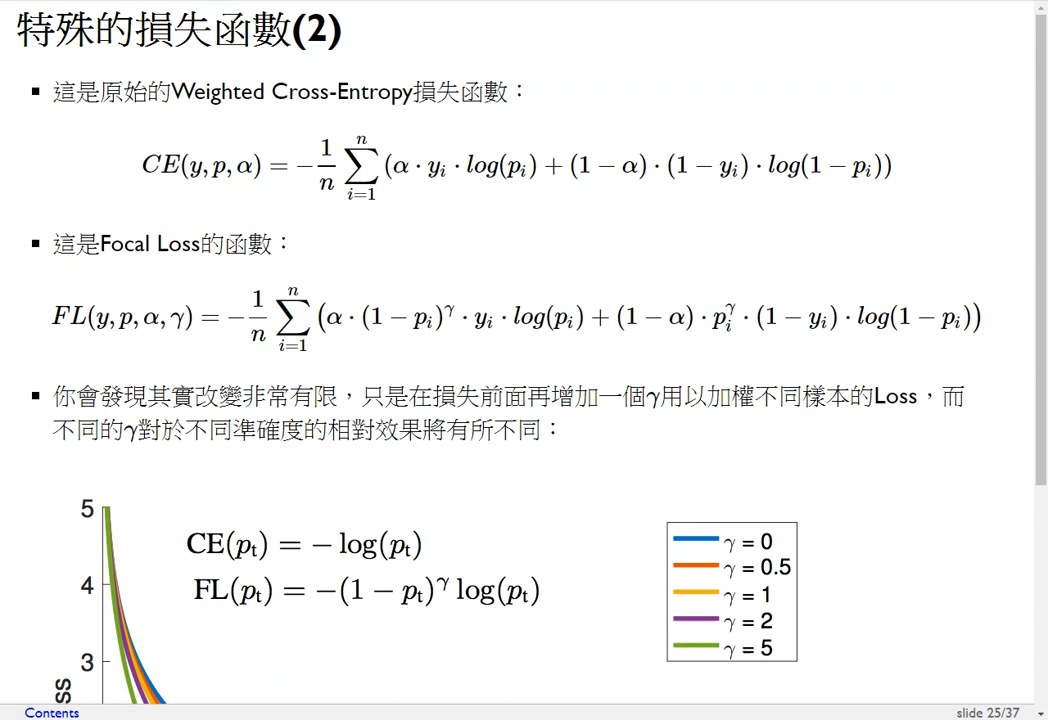 特殊的損失函數(2)
這是原始的Weighted Cross-Entropy損失函數：
CE(y, p, α) = −\frac{1}{n} \sum_{i=1}^{n} (α · y_i · log(p_i) + (1 − α) · (1 − y_i) · log(1 − p_i))
這是Focal Loss的函數：
FL(y, p, α, γ) = −\frac{1}{n} \sum_{i=1}^{n} (α · (1 − p_i)^γ · y_i · log(p_i) + (1 − α) · p_i^γ · (1 − y_i) · log(1 − p_i))
你會發現其實改變非常有限，只是在損失前面再增加一個γ用以加權不同樣本的Loss，而
不同的γ對於不同準確度的相對效果將有所不同：
5
CE(p_t) = − log(p_t)
FL(p_t) = −(1 − p_t)^γ log(p_t)
γ = 0
γ = 0.5
γ = 1
γ = 2
γ = 5
4
3
ss
Contents
slide 25/37